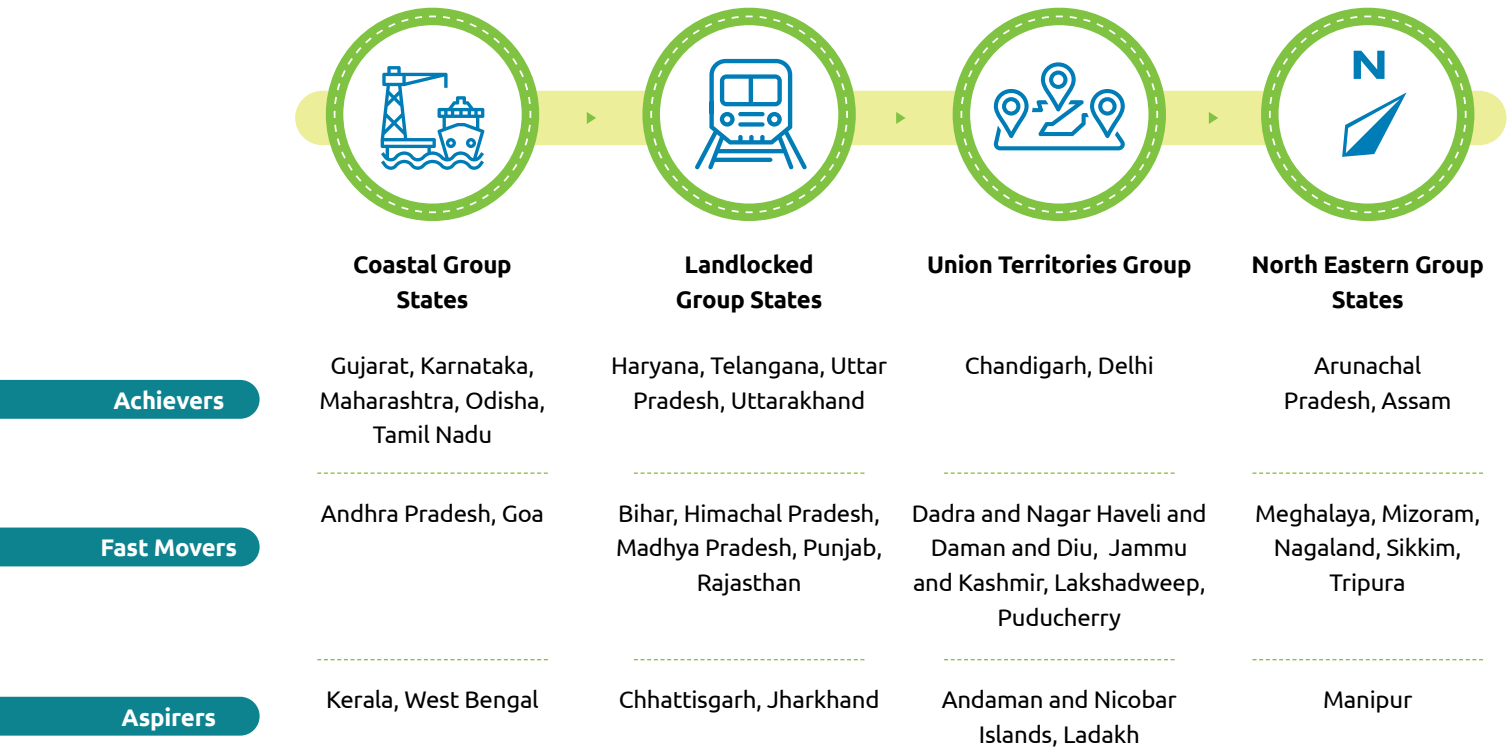 N
Coastal Group
States
Landlocked
Group States
Union Territories Group
North Eastern Group
States
Achievers
Gujarat, Karnataka,
Maharashtra, Odisha,
Tamil Nadu
Haryana, Telangana, Uttar
Pradesh, Uttarakhand
Chandigarh, Delhi
Arunachal
Pradesh, Assam
Fast Movers
Andhra Pradesh, Goa
Bihar, Himachal Pradesh,
Madhya Pradesh, Punjab,
Rajasthan
Dadra and Nagar Haveli and
Daman and Diu, Jammu
and Kashmir, Lakshadweep,
Puducherry
Meghalaya, Mizoram,
Nagaland, Sikkim,
Tripura
Aspirers
Kerala, West Bengal
Chhattisgarh, Jharkhand
Andaman and Nicobar
Islands, Ladakh
Manipur